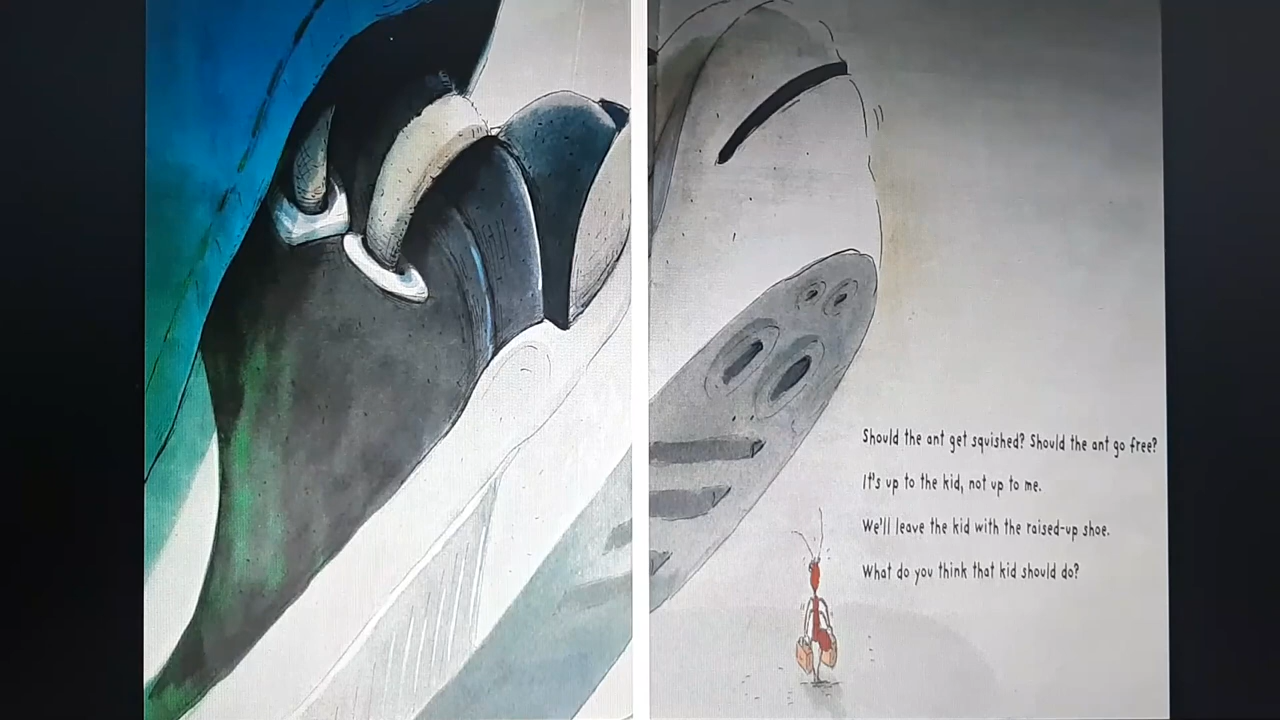 Should the ant get squished? Should the ant go free?
It's up to the kid, not up to me.
We'll leave the kid with the raised-up shoe.
What do you think that kid should do?